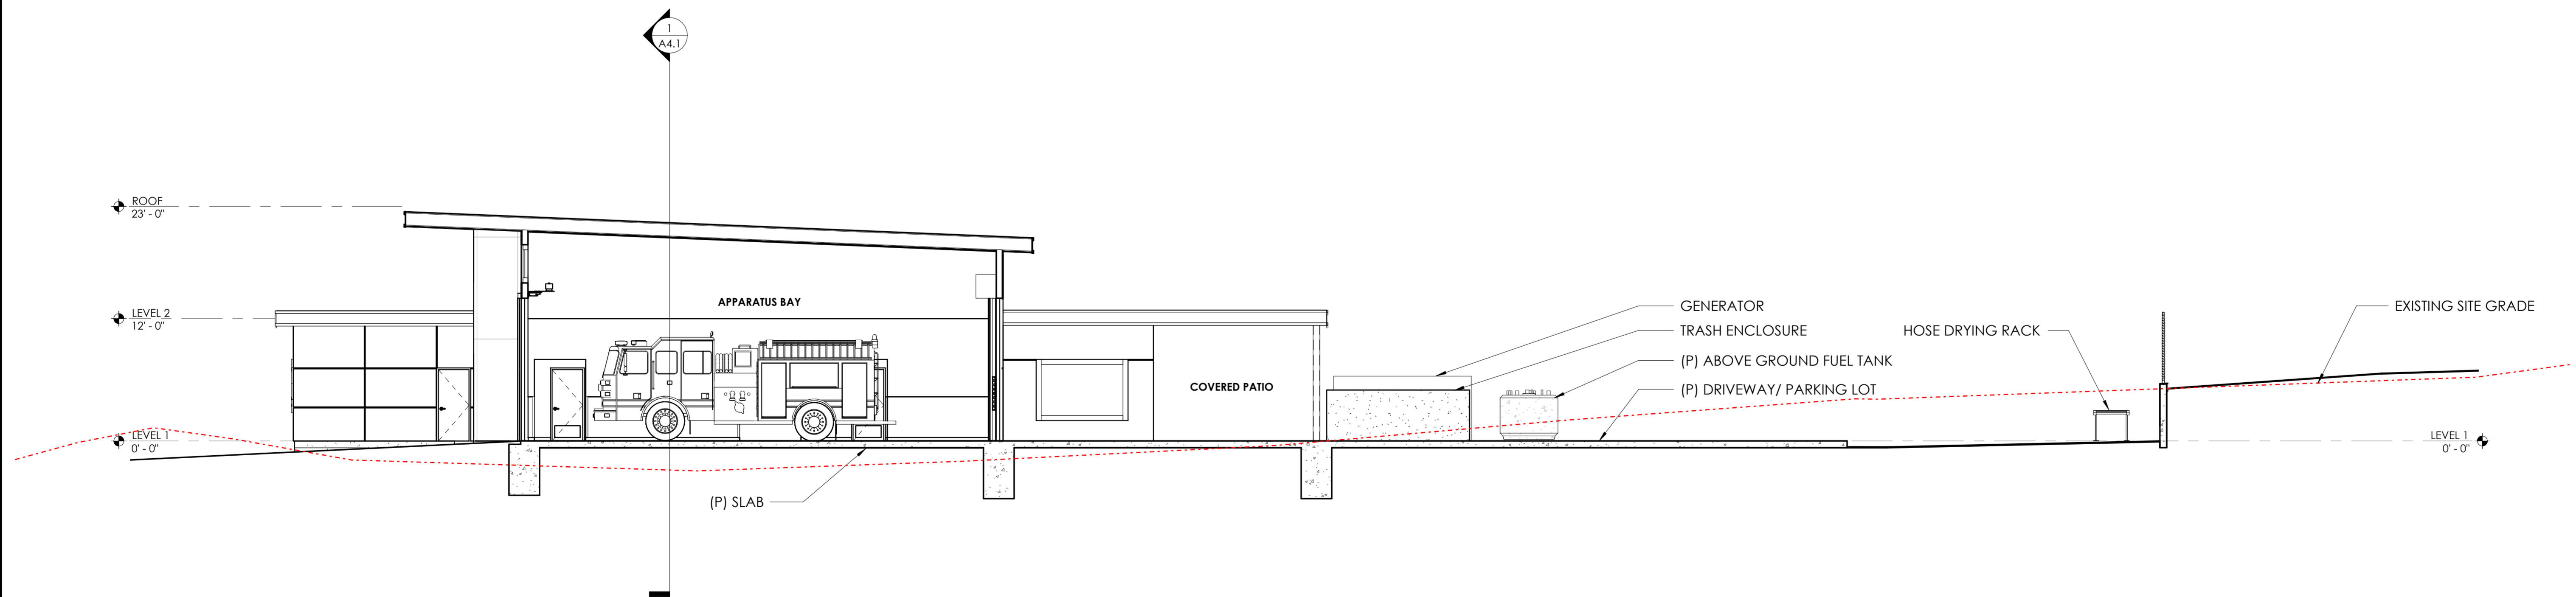 1
A4.1
ROOF
23' - 0"
LEVEL 2
12' - 0"
LEVEL 1
0' - 0"
APPARATUS BAY
COVERED PATIO
(P) SLAB
GENERATOR
TRASH ENCLOSURE
(P) ABOVE GROUND FUEL TANK
(P) DRIVEWAY/ PARKING LOT
HOSE DRYING RACK
EXISTING SITE GRADE
LEVEL 1
0' - 0"